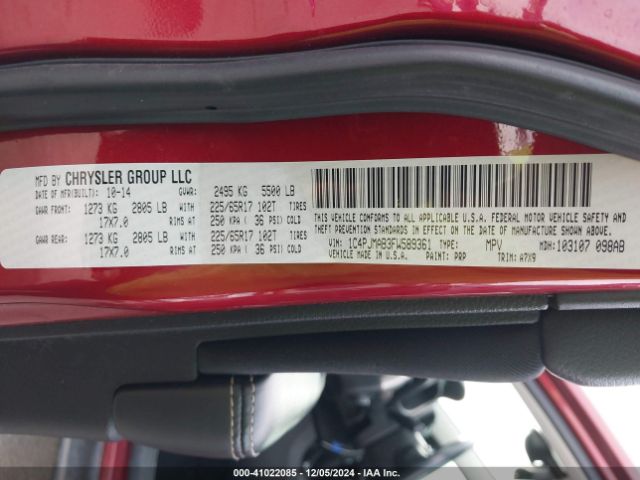 MFD BY CHRYSLER GROUP LLC
DATE OF MFR(BUILT): 10-14 GVWR: 2495 KG 5500 LB
GAWR FRONT: 1273 KG 2805 LB WITH 225/65R17 102T TIRES
17X7.0 RIMS AT 250 KPA ( 36 PSI) COLD
GAWR REAR: 1273 KG 2805 LB WITH 225/65R17 102T TIRES
17X7.0 RIMS AT 250 KPA ( 36 PSI) COLD
THIS VEHICLE CONFORMS TO ALL APPLICABLE U.S.A. FEDERAL MOTOR VEHICLE SAFETY AND
THEFT PREVENTION STANDARDS IN EFFECT ON THE DATE OF MANUFACTURE SHOWN ABOVE.
VIN: 1C4PJMAB3FW589361 TYPE: MPV MDH: 103107 098AB
VEHICLE MADE IN U.S.A. PAINT: PRP TRIM: A7X9
000-41022085 - 12/05/2024 - IAA Inc.